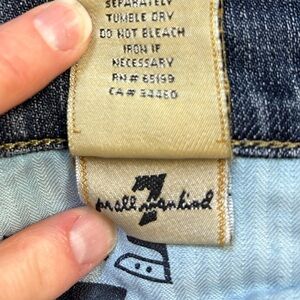 SEPARATELY
TUMBLE DRY
DO NOT BLEACH
IRON IF
NECESSARY
RN# 65199
CA# 34460
7
for all mankind